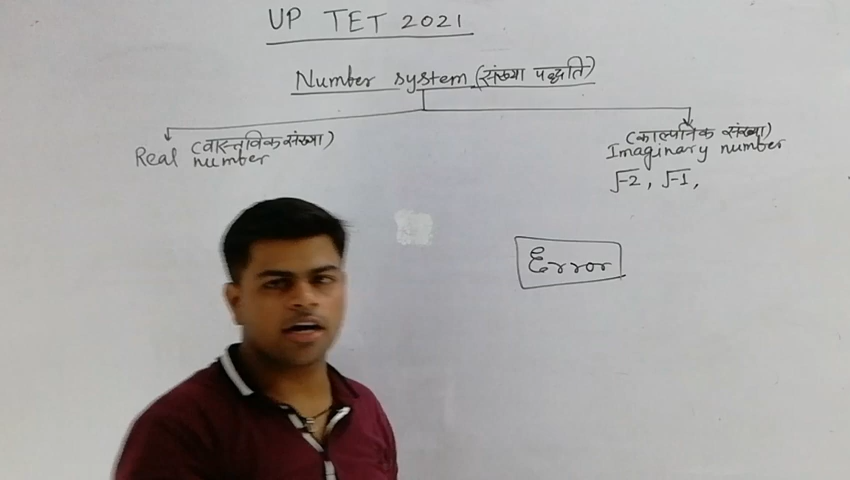 UP TET 2021
Number system (संख्या पद्धति)
(वास्तविक संख्या)
Real number
(काल्पनिक संख्या)
Imaginary number
√-2, √-1,
Error